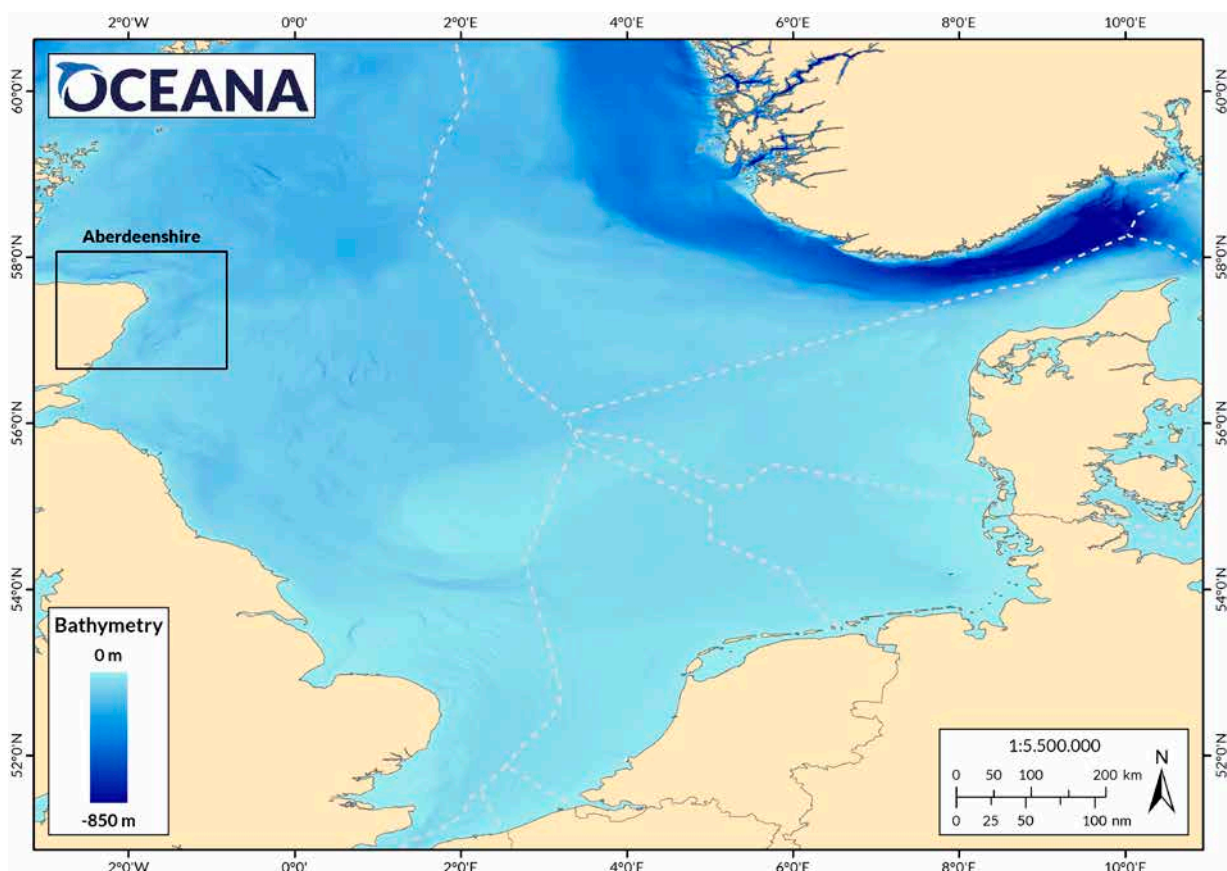 2°W 0°0' 2°0'E 4°0'E 6°0'E 8°0'E 10°0'E
OCEANA
60°0'N
60°0'N
Aberdeenshire
58°0'N
58°0'N
56°0'N
56°0'N
54°0'N
54°0'N
Bathymetry
0 m
-850 m
52°0'N
52°0'N
1:5.500.000
N
0 50 100 200 km
0 25 50 100 nm
2°0'W 0°0' 2°0'E 4°0'E 6°0'E 8°0'E 10°0'E